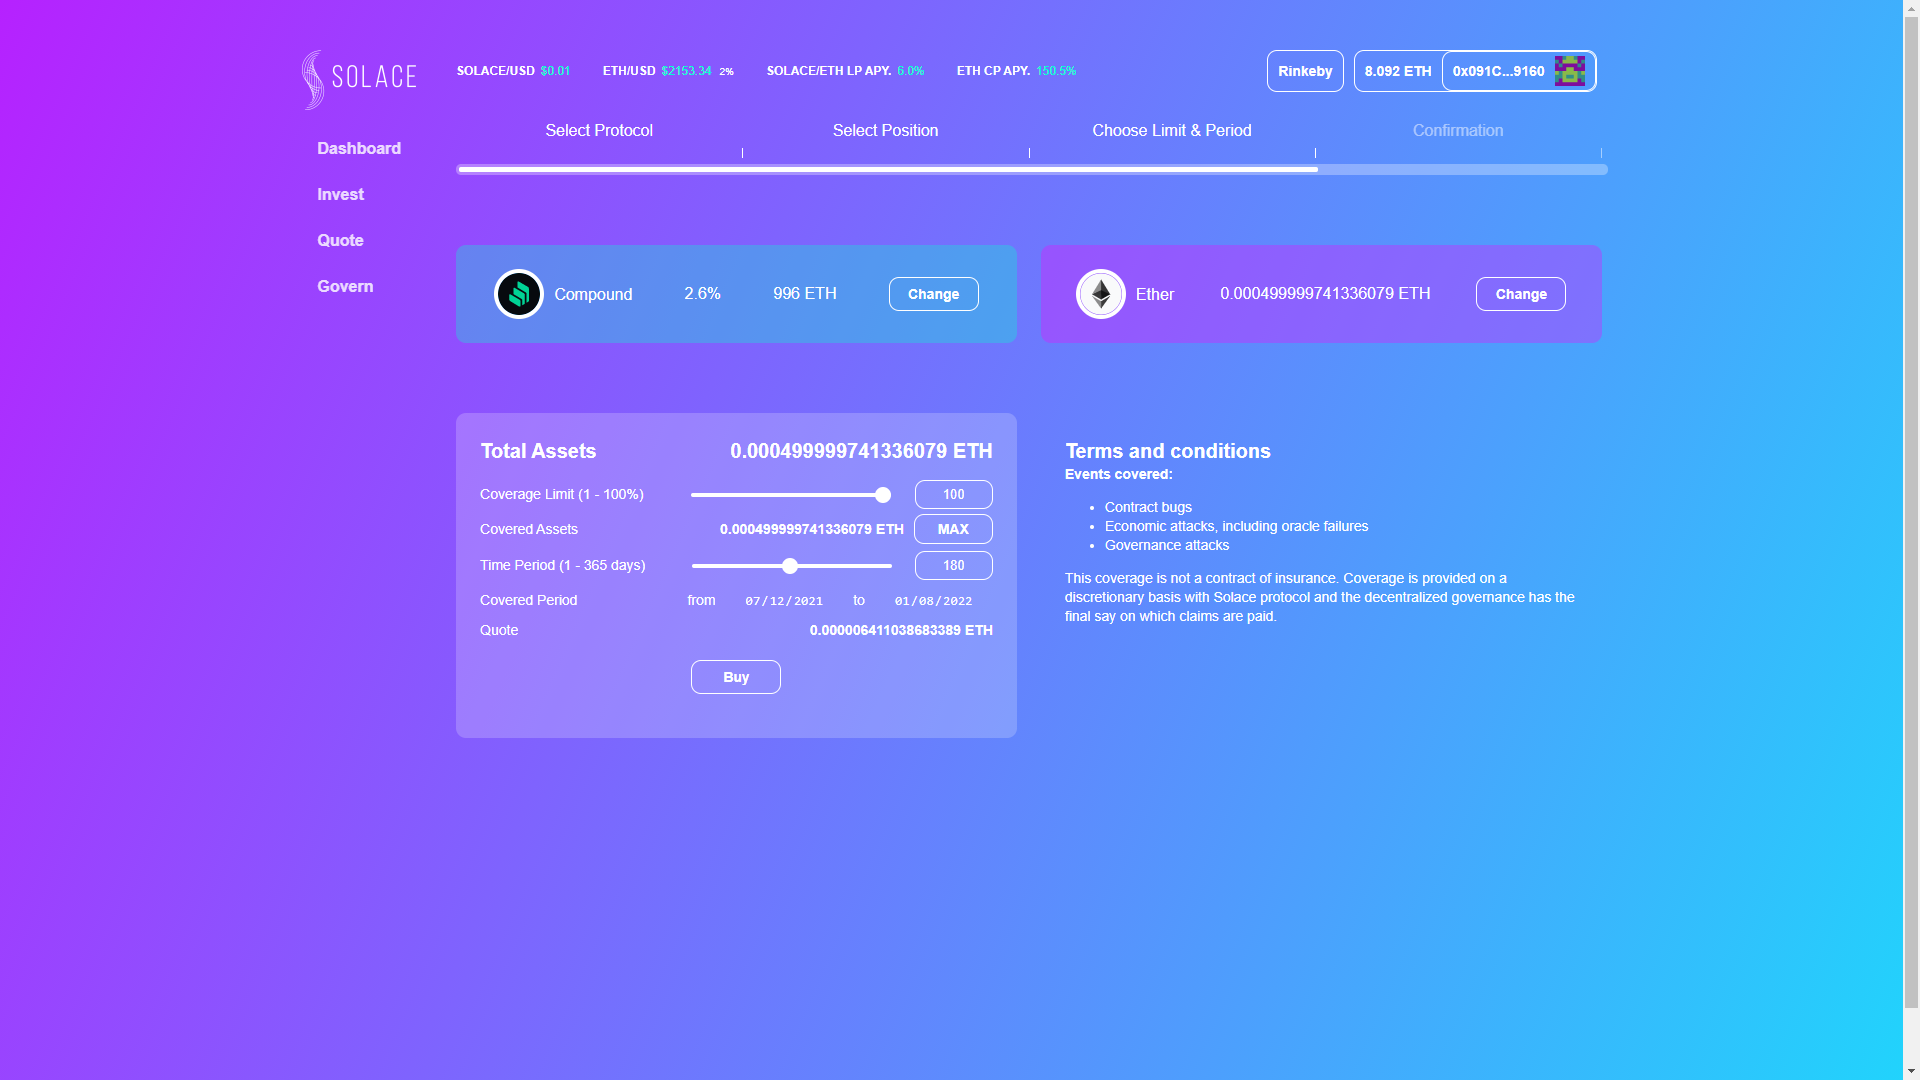 SOLACE
SOLACE/USD $0.01 ETH/USD $2153.34 2% SOLACE/ETH LP APY. 6.0% ETH CP APY. 150.5%
Rinkeby 8.092 ETH 0x091C...9160
Select Protocol Select Position Choose Limit & Period Confirmation
Dashboard
Invest
Quote
Govern
Compound 2.6% 996 ETH Change
Ether 0.000499999741336079 ETH Change
Total Assets 0.000499999741336079 ETH
Coverage Limit (1 - 100%) 100
Covered Assets 0.000499999741336079 ETH MAX
Time Period (1 - 365 days) 180
Covered Period from 07/12/2021 to 01/08/2022
Quote 0.000006411038683389 ETH
Buy
Terms and conditions
Events covered:
• Contract bugs
• Economic attacks, including oracle failures
• Governance attacks
This coverage is not a contract of insurance. Coverage is provided on a
discretionary basis with Solace protocol and the decentralized governance has the
final say on which claims are paid.